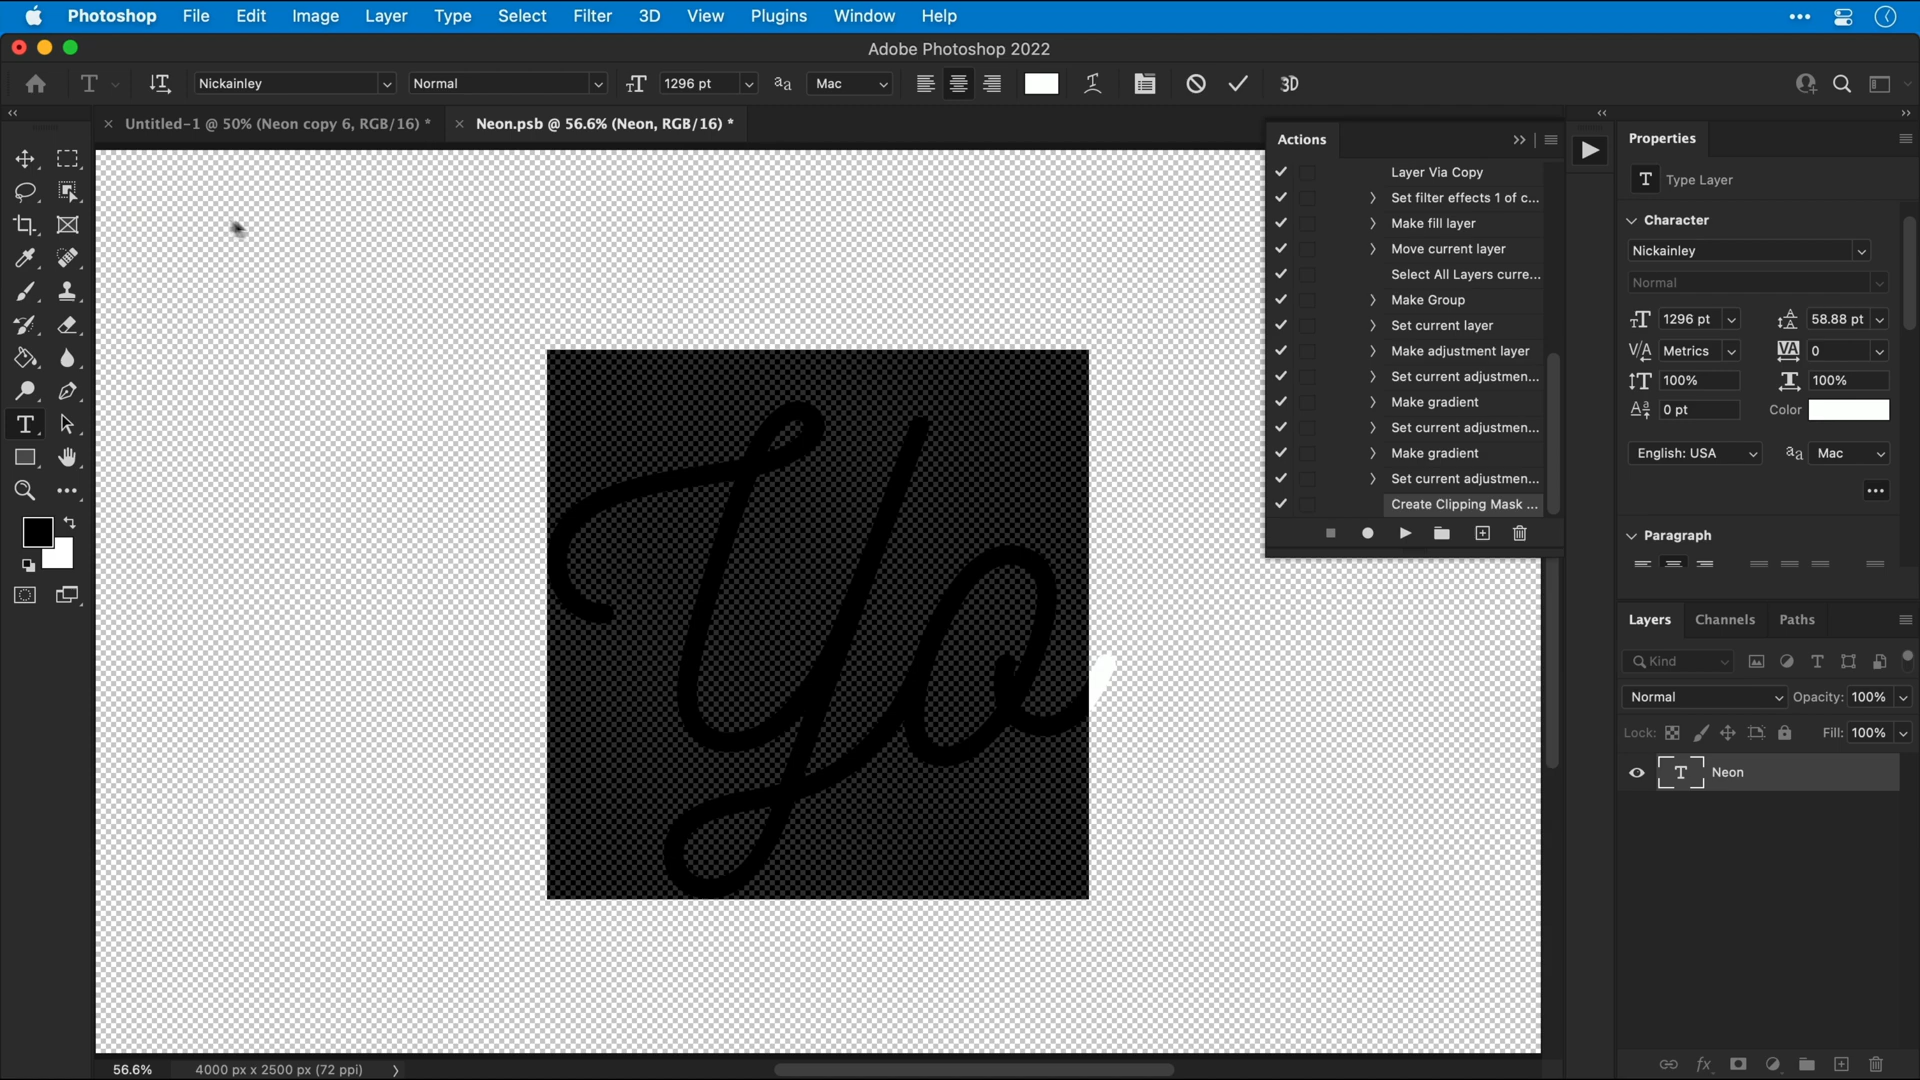 Photoshop File Edit Image Layer Type Select Filter 3D View Plugins Window Help
Adobe Photoshop 2022
T Nickainley Normal 1296 pt aa Mac 3D
Untitled-1 @ 50% (Neon copy 6, RGB/16) *
Neon.psb @ 56.6% (Neon, RGB/16) *
Actions
Layer Via Copy
Set filter effects 1 of c...
Make fill layer
Move current layer
Select All Layers curre...
Make Group
Set current layer
Make adjustment layer
Set current adjustmen...
Make gradient
Set current adjustmen...
Make gradient
Set current adjustmen...
Create Clipping Mask ...
Properties
T Type Layer
Character
Nickainley
Normal
1296 pt 58.88 pt
Metrics 0
100% 100%
0 pt Color
English: USA aa Mac
Paragraph
Layers Channels Paths
Kind
Normal Opacity: 100%
Lock: Fill: 100%
T Neon
fx
Yo
56.6% 4000 px x 2500 px (72 ppi)